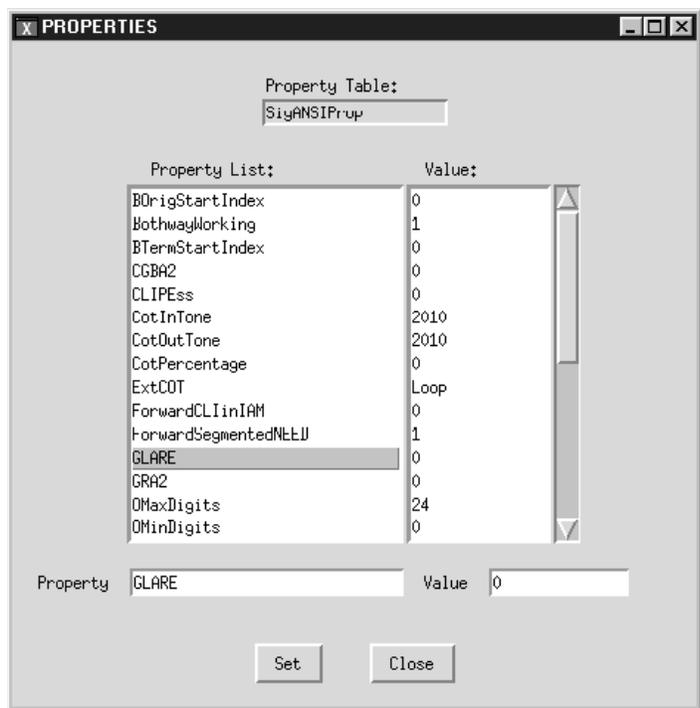 X PROPERTIES
Property Table:
SigANSIProp
Property List: Value:
BOrigStartIndex 0
BothwayWorking 1
BTermStartIndex 0
CGBA2 0
CLIPEss 0
CotInTone 2010
CotOutTone 2010
CotPercentage 0
ExtCOT Loop
ForwardCLIinIAM 0
ForwardSegmentedNEED 1
GLARE 0
GRA2 0
OMaxDigits 24
OMinDigits 0
Property GLARE Value 0
Set Close